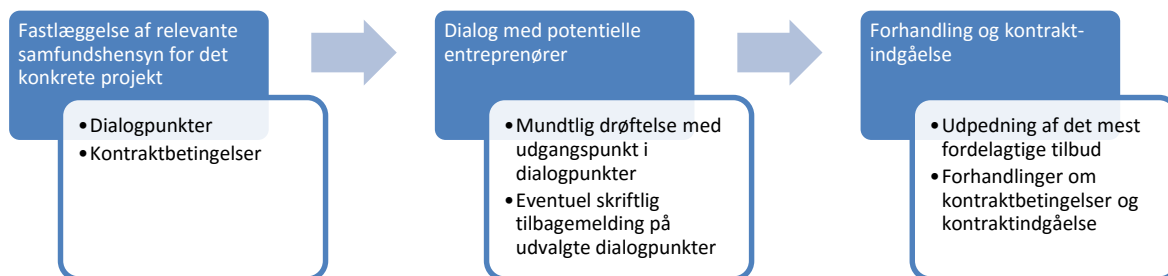 Fastlæggelse af relevante
samfundshensyn for det
konkrete projekt
• Dialogpunkter
• Kontraktbetingelser
Dialog med potentielle
entreprenører
• Mundtlig drøftelse med
udgangspunkt i
dialogpunkter
• Eventuel skriftlig
tilbagemelding på
udvalgte dialogpunkter
Forhandling og kontrakt-
indgåelse
• Udpedning af det mest
fordelagtige tilbud
• Forhandlinger om
kontraktbetingelser og
kontraktindgåelse